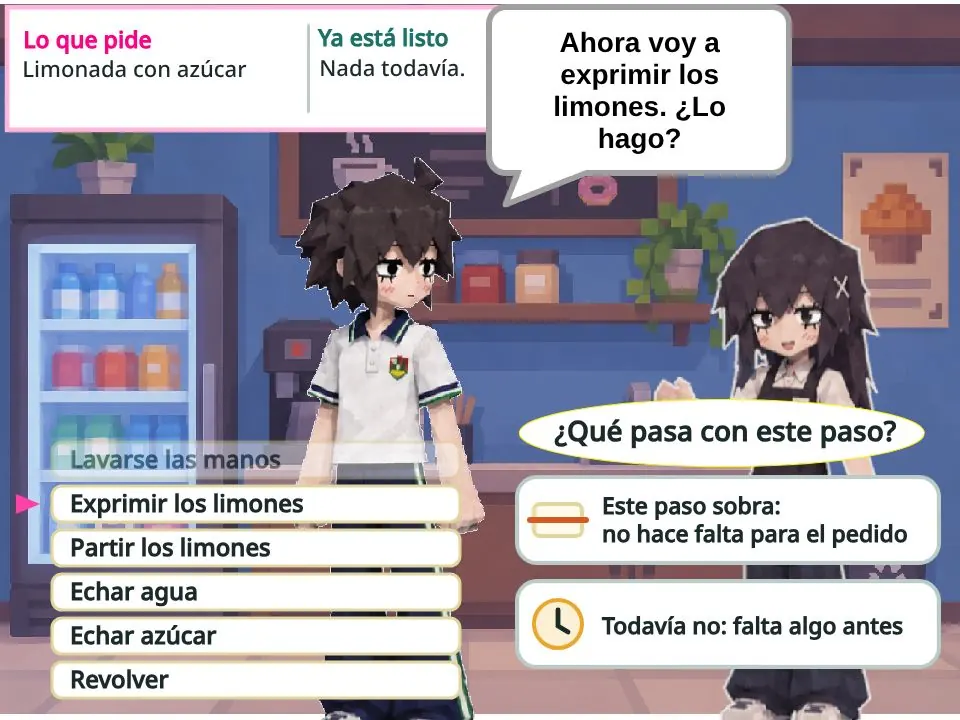 Lo que pide
Limonada con azúcar
Ya está listo
Nada todavía.
Ahora voy a
exprimir los
limones. ¿Lo
hago?
¿Qué pasa con este paso?
Lavarse las manos
Exprimir los limones
Partir los limones
Echar agua
Echar azúcar
Revolver
Este paso sobra:
no hace falta para el pedido
Todavía no: falta algo antes